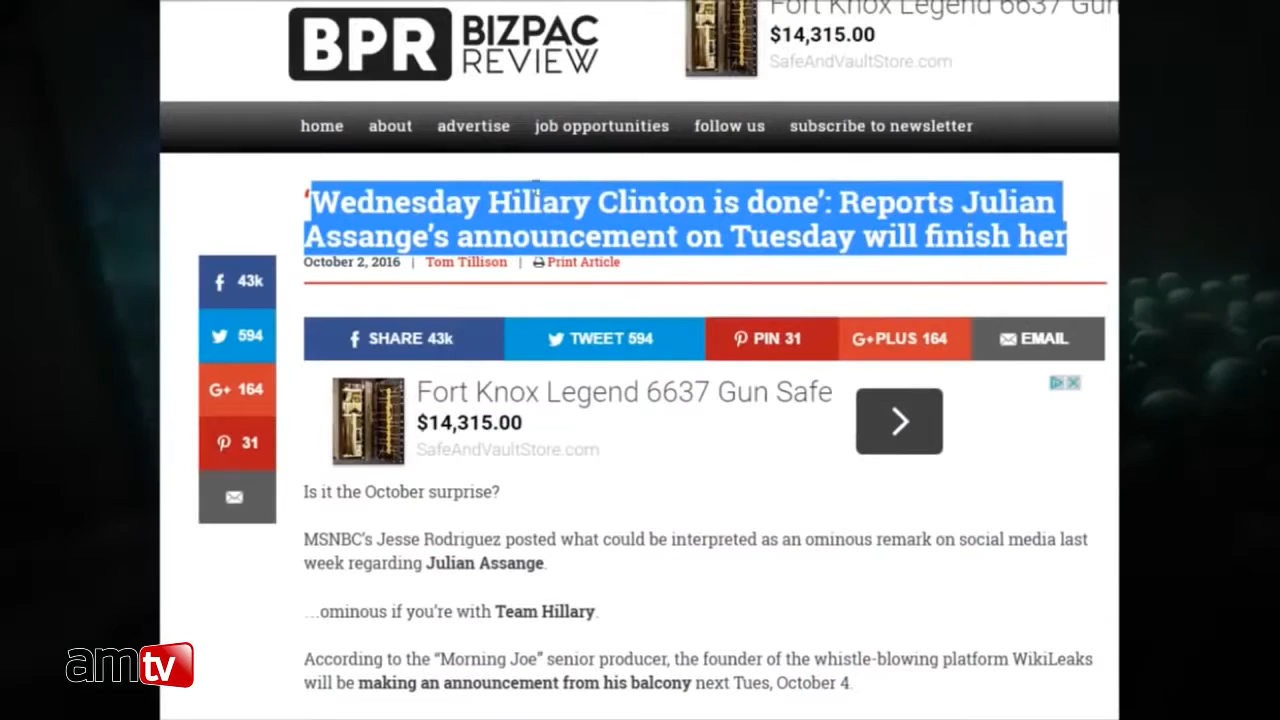 BPR BIZPAC REVIEW
Fort Knox Legend 6637 Gun
$14,315.00
SafeAndVaultStore.com
home about advertise job opportunities follow us subscribe to newsletter
‘Wednesday Hiliary Clinton is done’: Reports Julian
Assange’s announcement on Tuesday will finish her
October 2, 2016 | Tom Tillison | Print Article
43k
594
G+ 164
31
SHARE 43k TWEET 594 PIN 31 G+PLUS 164 EMAIL
Fort Knox Legend 6637 Gun Safe
$14,315.00
SafeAndVaultStore.com
Is it the October surprise?
MSNBC’s Jesse Rodriguez posted what could be interpreted as an ominous remark on social media last
week regarding Julian Assange.
…ominous if you’re with Team Hillary.
According to the “Morning Joe” senior producer, the founder of the whistle-blowing platform WikiLeaks
will be making an announcement from his balcony next Tues, October 4.
amtv